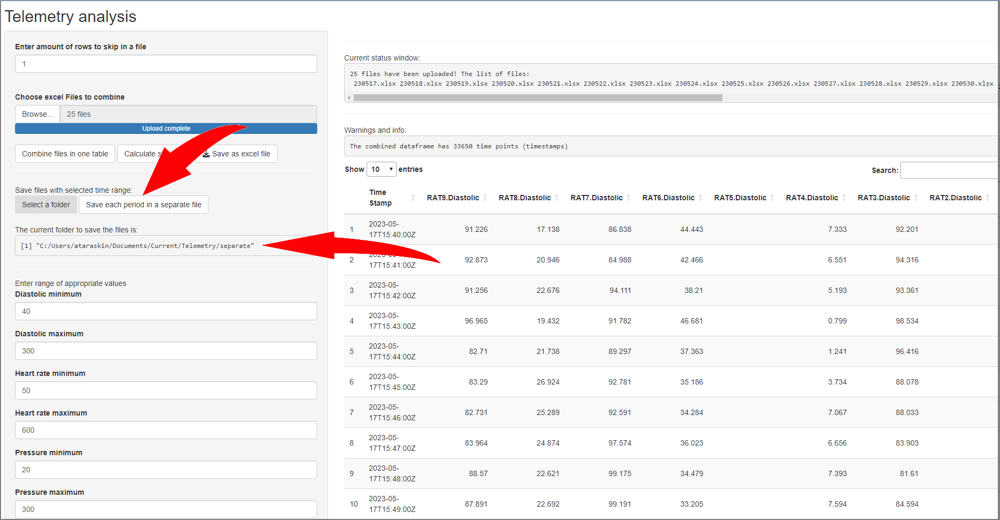 Telemetry analysis
Enter amount of rows to skip in a file
1
Choose excel Files to combine
Browse... 25 files
Upload complete
Combine files in one table Calculate Save as excel file
Save files with selected time range:
Select a folder Save each period in a separate file
The current folder to save the files is:
[1] "C:/Users/ataraskin/Documents/Current/Telemetry/separate"
Enter range of appropriate values
Diastolic minimum
40
Diastolic maximum
300
Heart rate minimum
50
Heart rate maximum
600
Pressure minimum
20
Pressure maximum
300
Current status window:
25 files have been uploaded! The list of files:
230517.xlsx 230518.xlsx 230519.xlsx 230520.xlsx 230521.xlsx 230522.xlsx 230523.xlsx 230524.xlsx 230525.xlsx 230526.xlsx 230527.xlsx 230528.xlsx 230529.xlsx 230530.xlsx
Warnings and info:
The combined dataframe has 33650 time points (timestamps)
Show 10 entries
Search:
Time
Stamp RAT9.Diastolic RAT8.Diastolic RAT7.Diastolic RAT6.Diastolic RAT5.Diastolic RAT4.Diastolic RAT3.Diastolic RAT2.Diastolic
2023-05-
1 17T15:40:00Z 91.226 17.138 86.838 44.443 7.333 92.201
2023-05-
2 17T15:41:00Z 92.873 20.946 84.988 42.466 6.551 94.316
2023-05-
3 17T15:42:00Z 91.256 22.676 94.111 38.21 5.193 93.361
2023-05-
4 17T15:43:00Z 96.965 19.432 91.782 46.681 0.799 98.534
2023-05-
5 17T15:44:00Z 82.71 21.738 89.297 37.363 1.241 96.416
2023-05-
6 17T15:45:00Z 83.29 26.924 92.781 35.186 3.734 88.078
2023-05-
7 17T15:46:00Z 82.731 25.289 92.591 34.284 7.067 88.033
2023-05-
8 17T15:47:00Z 83.964 24.874 97.574 36.023 6.656 83.903
2023-05-
9 17T15:48:00Z 88.57 22.621 99.175 34.479 7.393 81.61
2023-05-
10 17T15:49:00Z 87.891 22.692 99.191 33.205 7.594 84.594